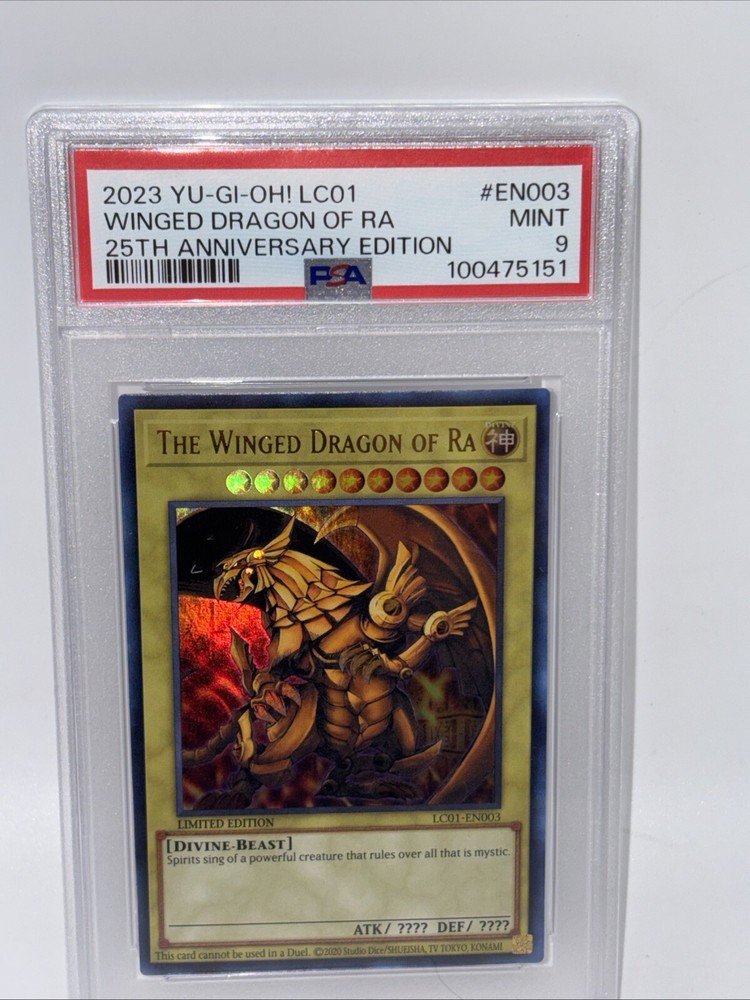 2023 YU-GI-OH! LC01 #EN003
WINGED DRAGON OF RA MINT
25TH ANNIVERSARY EDITION 9
PSA 100475151
THE WINGED DRAGON OF RA
DIVINE
神
LIMITED EDITION LC01-EN003
[DIVINE-BEAST]
Spirits sing of a powerful creature that rules over all that is mystic.
ATK/ ???? DEF/ ????
This card cannot be used in a Duel. ©2020 Studio Dice/SHUEISHA, TV TOKYO, KONAMI